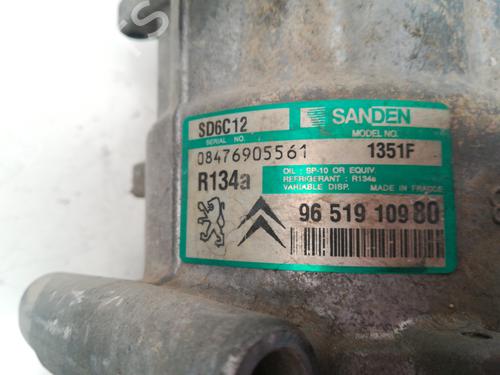 SD6C12 SANDEN
SERIAL NO. MODEL NO.
08476905561 1351F
R134a
OIL : SP-10 OR EQUIV.
REFRIGERANT : R134a
VARIABLE DISP. MADE IN FRANCE
96 519 109 80